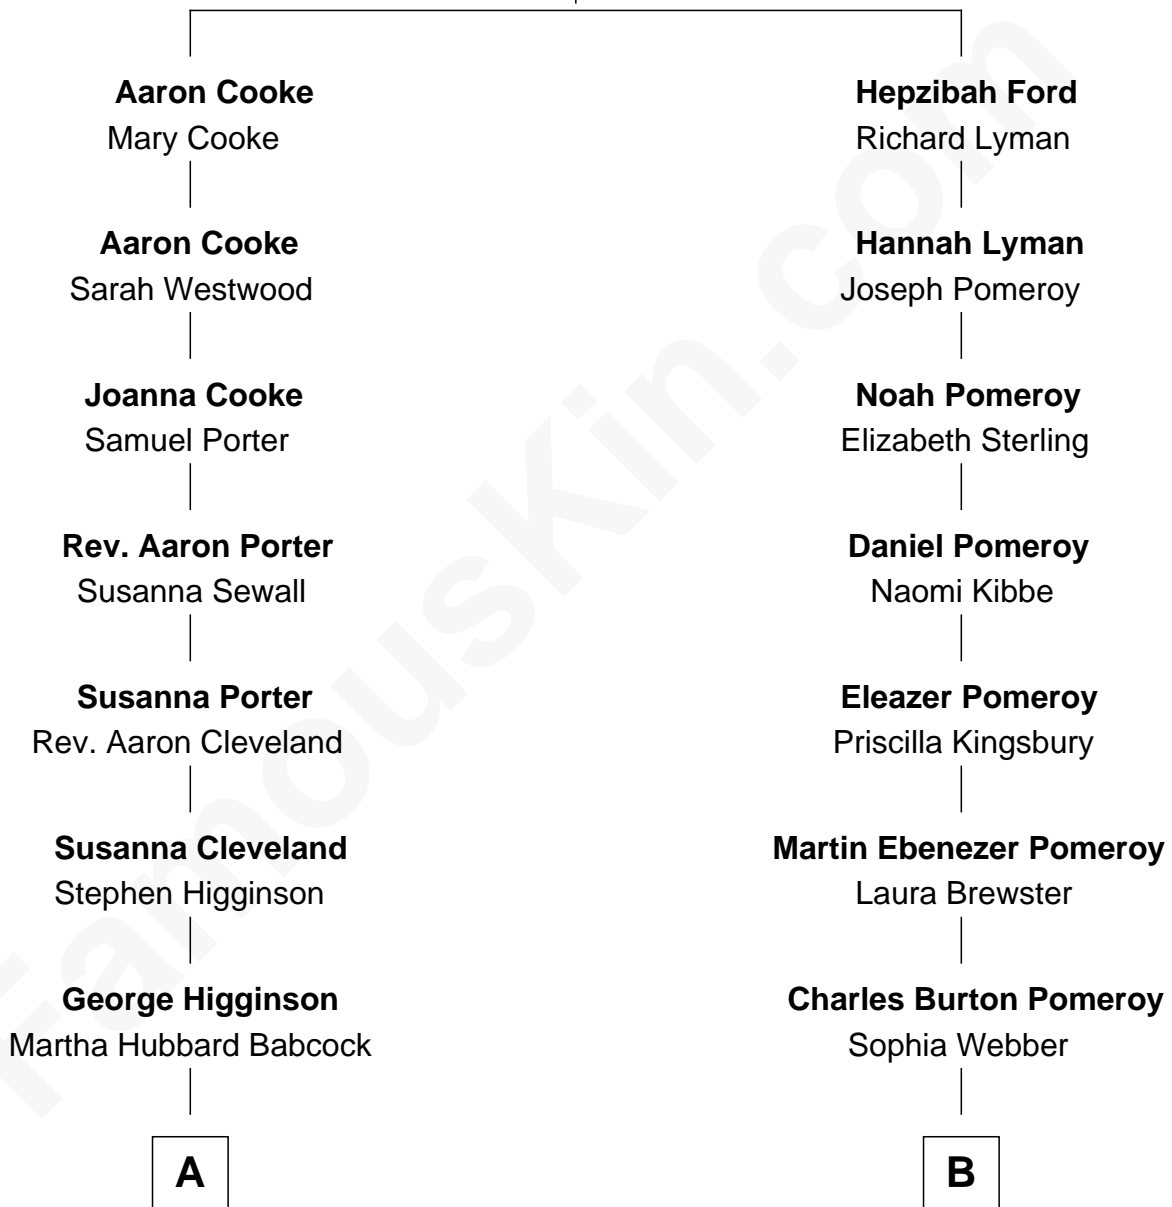 Aaron Cooke
Mary Cooke
Hepzibah Ford
Richard Lyman
Aaron Cooke
Sarah Westwood
Hannah Lyman
Joseph Pomeroy
Joanna Cooke
Samuel Porter
Noah Pomeroy
Elizabeth Sterling
Rev. Aaron Porter
Susanna Sewall
Daniel Pomeroy
Naomi Kibbe
Susanna Porter
Rev. Aaron Cleveland
Eleazer Pomeroy
Priscilla Kingsbury
Susanna Cleveland
Stephen Higginson
Martin Ebenezer Pomeroy
Laura Brewster
George Higginson
Martha Hubbard Babcock
Charles Burton Pomeroy
Sophia Webber
A
B
FamousKin.com